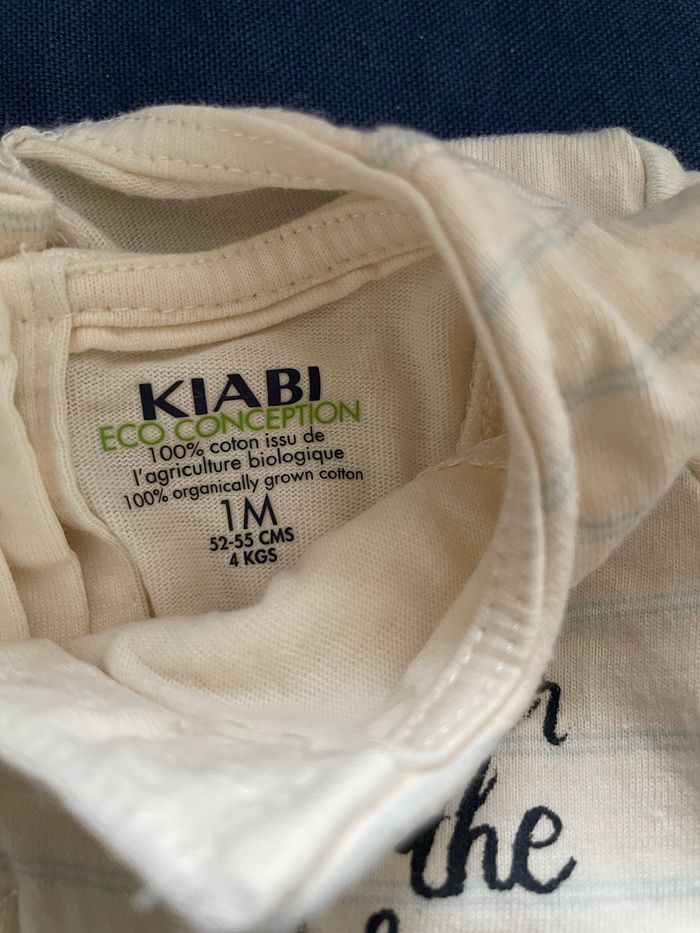 KIABI
ECO CONCEPTION
100% coton issu de
l'agriculture biologique
100% organically grown cotton
1M
52-55 CMS
4 KGS
the